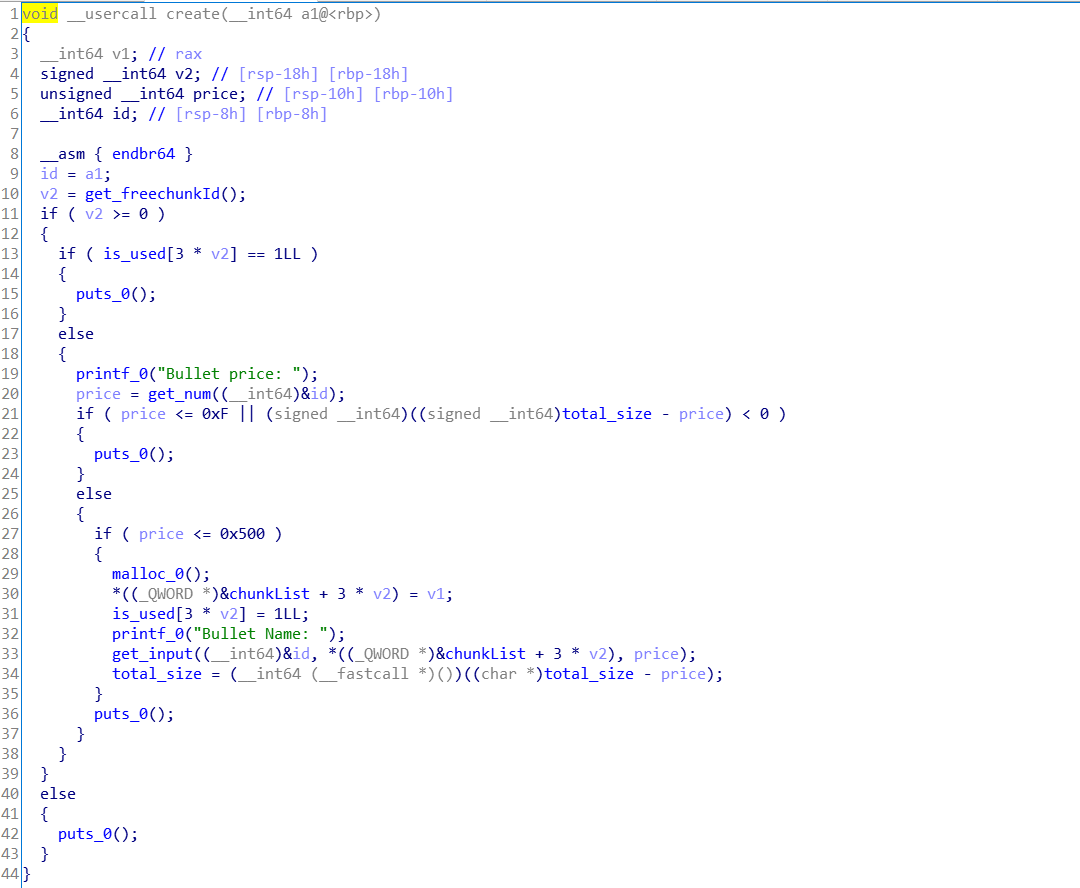 1 void __usercall create(__int64 a1@<rbp>)
2 {
3   __int64 v1; // rax
4   signed __int64 v2; // [rsp-18h] [rbp-18h]
5   unsigned __int64 price; // [rsp-10h] [rbp-10h]
6   __int64 id; // [rsp-8h] [rbp-8h]
7
8   __asm { endbr64 }
9   id = a1;
10   v2 = get_freechunkId();
11   if ( v2 >= 0 )
12   {
13     if ( is_used[3 * v2] == 1LL )
14     {
15       puts_0();
16     }
17     else
18     {
19       printf_0("Bullet price: ");
20       price = get_num((__int64)&id);
21       if ( price <= 0xF || (signed __int64)((signed __int64)total_size - price) < 0 )
22       {
23         puts_0();
24       }
25       else
26       {
27         if ( price <= 0x500 )
28         {
29           malloc_0();
30           *((_QWORD *)&chunkList + 3 * v2) = v1;
31           is_used[3 * v2] = 1LL;
32           printf_0("Bullet Name: ");
33           get_input((__int64)&id, *((_QWORD *)&chunkList + 3 * v2), price);
34           total_size = (__int64 (__fastcall *)())((char *)total_size - price);
35         }
36         puts_0();
37       }
38     }
39   }
40   else
41   {
42     puts_0();
43   }
44 }